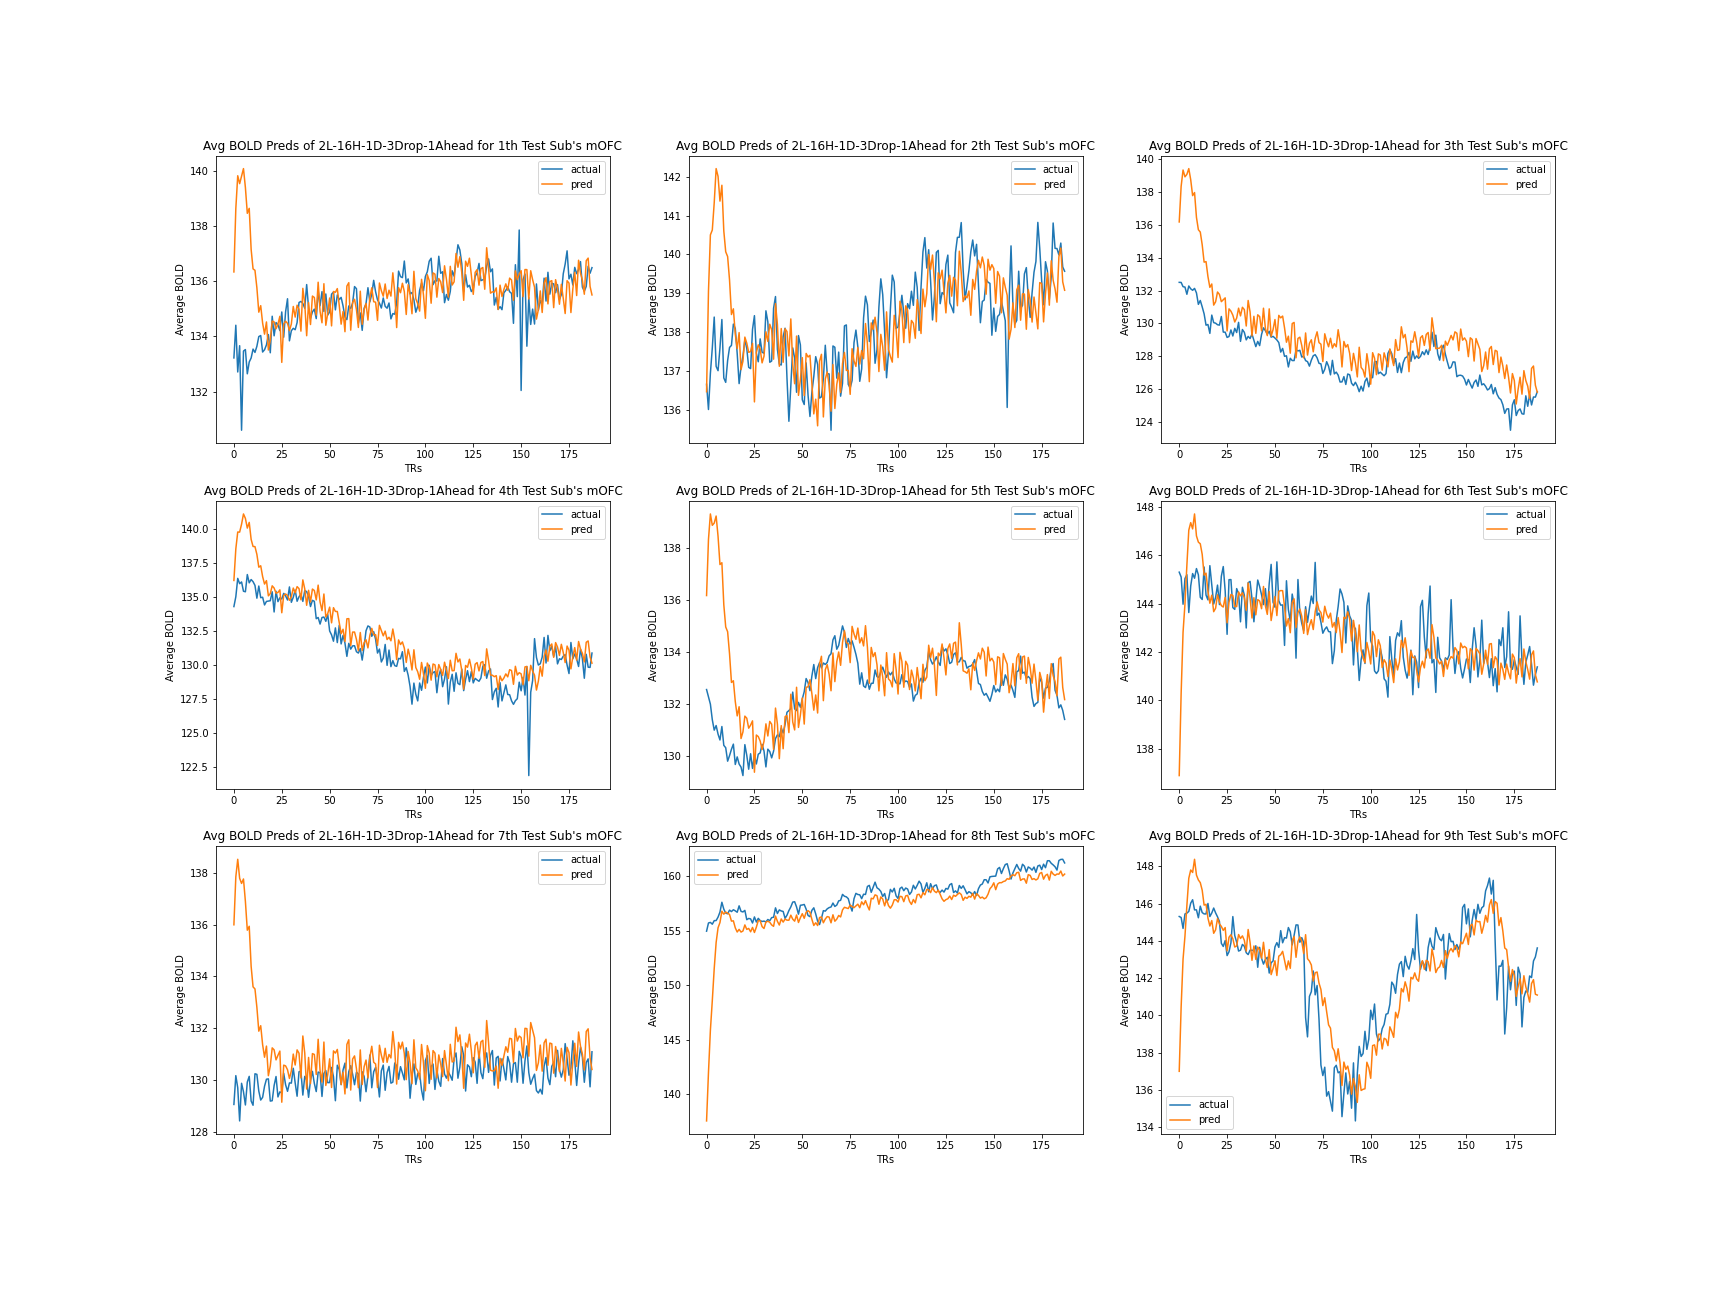 Avg BOLD Preds of 2L-16H-1D-3Drop-1Ahead for 1th Test Sub's mOFC
Average BOLD
140
138
136
134
132
actual
pred
0 25 50 75 100 125 150 175
TRs
Avg BOLD Preds of 2L-16H-1D-3Drop-1Ahead for 2th Test Sub's mOFC
Average BOLD
142
141
140
139
138
137
136
actual
pred
0 25 50 75 100 125 150 175
TRs
Avg BOLD Preds of 2L-16H-1D-3Drop-1Ahead for 3th Test Sub's mOFC
Average BOLD
140
138
136
134
132
130
128
126
124
actual
pred
0 25 50 75 100 125 150 175
TRs
Avg BOLD Preds of 2L-16H-1D-3Drop-1Ahead for 4th Test Sub's mOFC
Average BOLD
140.0
137.5
135.0
132.5
130.0
127.5
125.0
122.5
actual
pred
0 25 50 75 100 125 150 175
TRs
Avg BOLD Preds of 2L-16H-1D-3Drop-1Ahead for 5th Test Sub's mOFC
Average BOLD
138
136
134
132
130
actual
pred
0 25 50 75 100 125 150 175
TRs
Avg BOLD Preds of 2L-16H-1D-3Drop-1Ahead for 6th Test Sub's mOFC
Average BOLD
148
146
144
142
140
138
actual
pred
0 25 50 75 100 125 150 175
TRs
Avg BOLD Preds of 2L-16H-1D-3Drop-1Ahead for 7th Test Sub's mOFC
Average BOLD
138
136
134
132
130
128
actual
pred
0 25 50 75 100 125 150 175
TRs
Avg BOLD Preds of 2L-16H-1D-3Drop-1Ahead for 8th Test Sub's mOFC
Average BOLD
160
155
150
145
140
actual
pred
0 25 50 75 100 125 150 175
TRs
Avg BOLD Preds of 2L-16H-1D-3Drop-1Ahead for 9th Test Sub's mOFC
Average BOLD
148
146
144
142
140
138
136
134
actual
pred
0 25 50 75 100 125 150 175
TRs